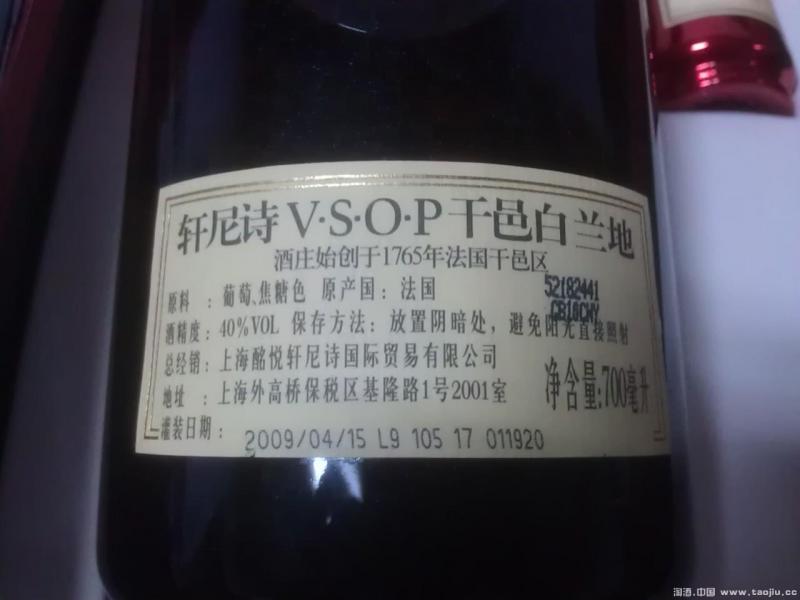 轩尼诗 V·S·O·P 干邑白兰地
酒庄始创于1765年法国干邑区
原料 : 葡萄、焦糖色 原产国: 法国
52182441
CB10CHY
酒精度: 40%VOL 保存方法: 放置阴暗处, 避免阳光直接照射
总经销: 上海酩悦轩尼诗国际贸易有限公司
地址 : 上海外高桥保税区基隆路1号2001室
净含量:700毫升
灌装日期: 2009/04/15 L9 105 17 011920
淘酒.中国 www.taojiu.cc